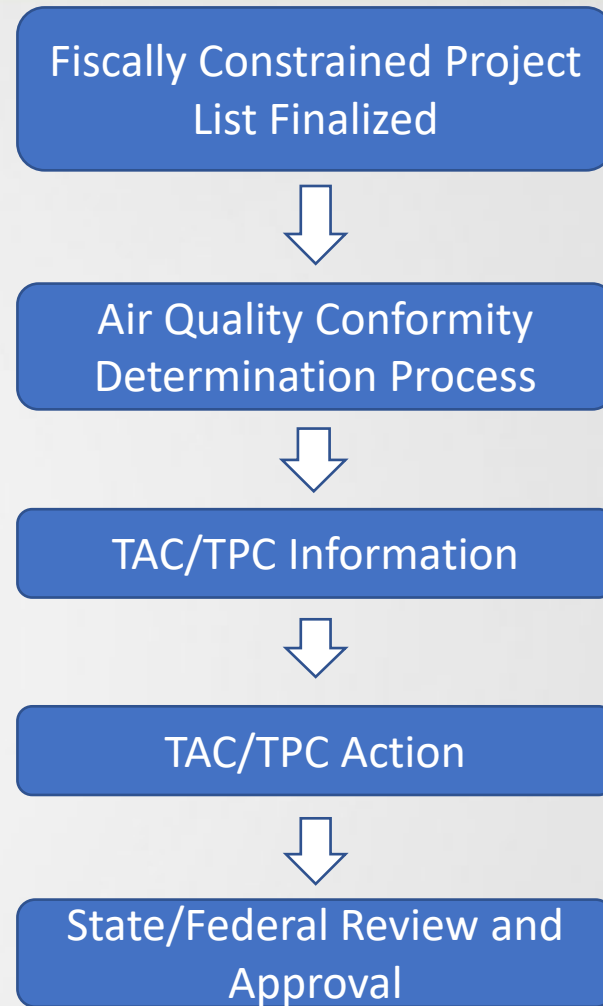 Fiscally Constrained Project
List Finalized
Air Quality Conformity
Determination Process
TAC/TPC Information
TAC/TPC Action
State/Federal Review and
Approval